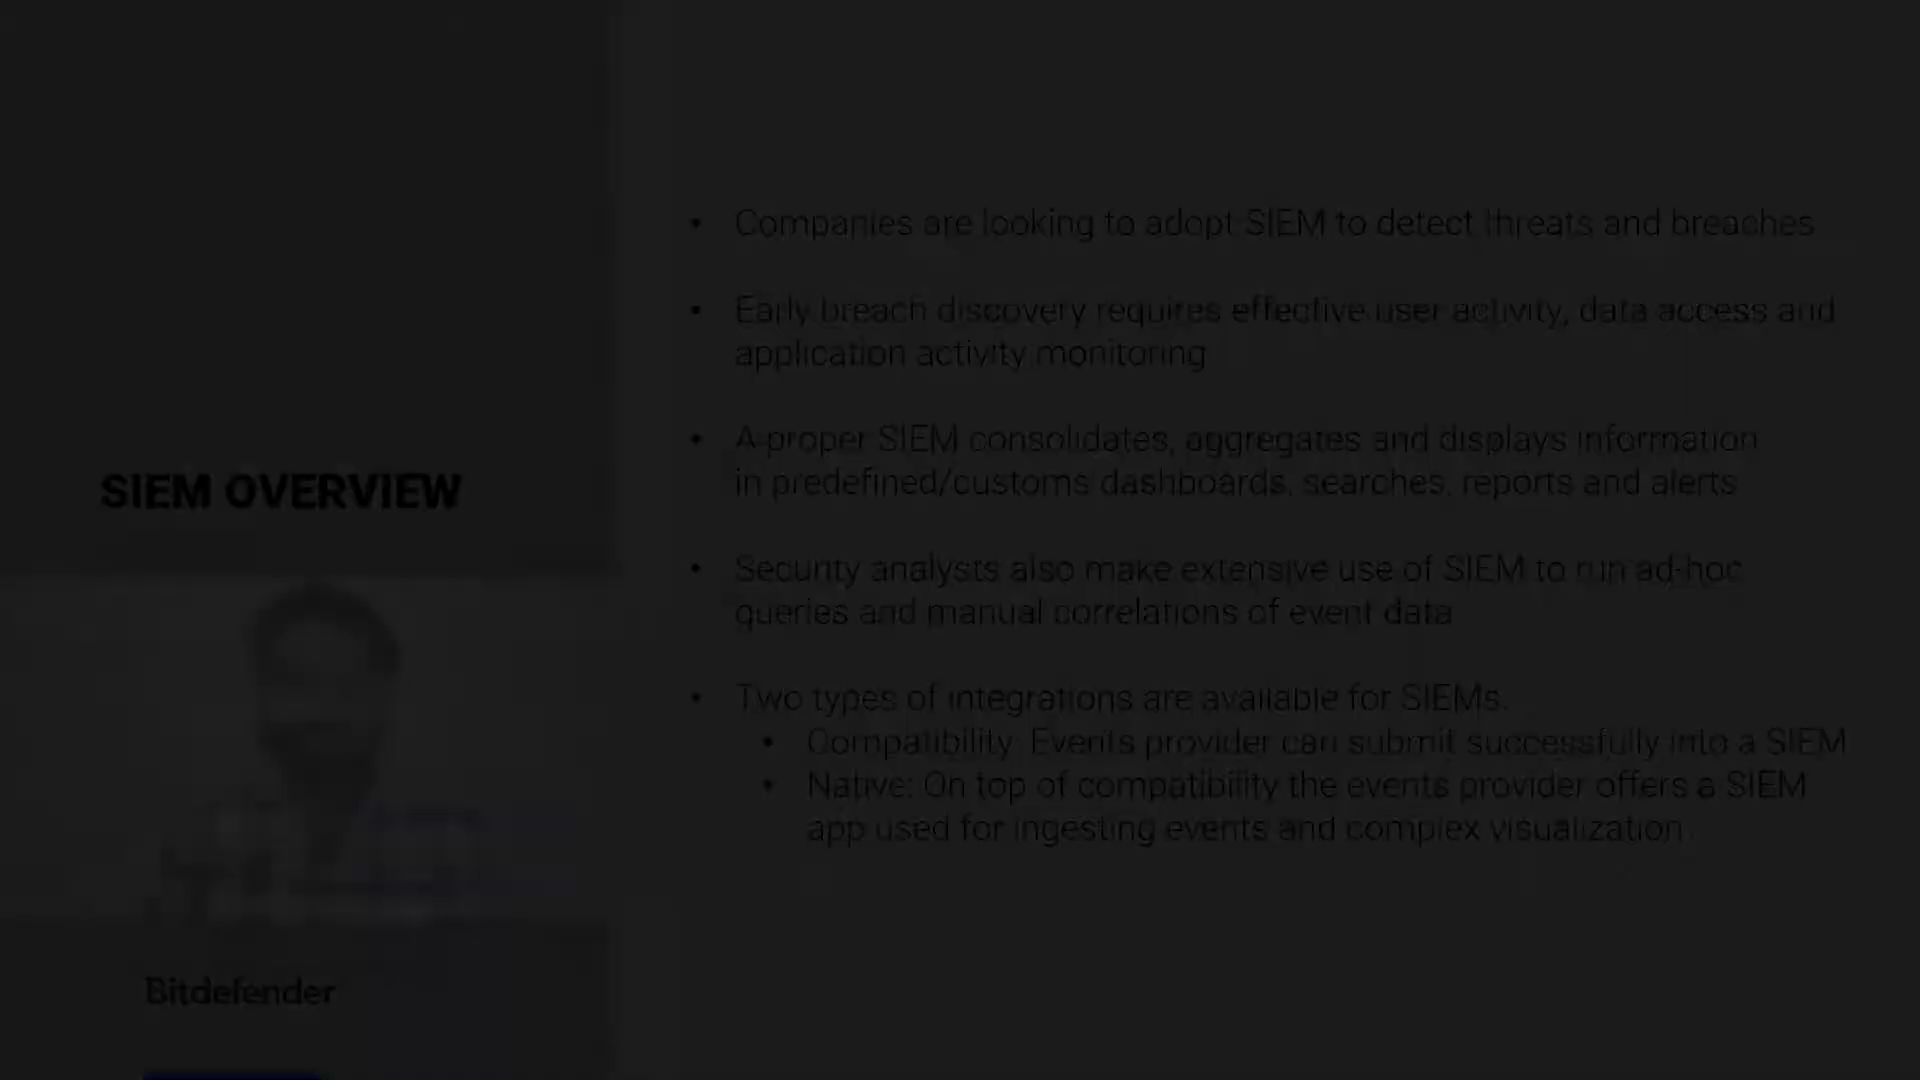 SIEM OVERVIEW
• Companies are looking to adopt SIEM to detect threats and breaches
• Early breach discovery requires effective user activity, data access and
application activity monitoring
• A proper SIEM consolidates, aggregates and displays information
in predefined/customs dashboards, searches, reports and alerts
• Security analysts also make extensive use of SIEM to run ad-hoc
queries and manual correlations of event data
• Two types of integrations are available for SIEMs:
• Compatibility: Events provider can submit successfully into a SIEM
• Native: On top of compatibility the events provider offers a SIEM
app used for ingesting events and complex visualization
Bitdefender